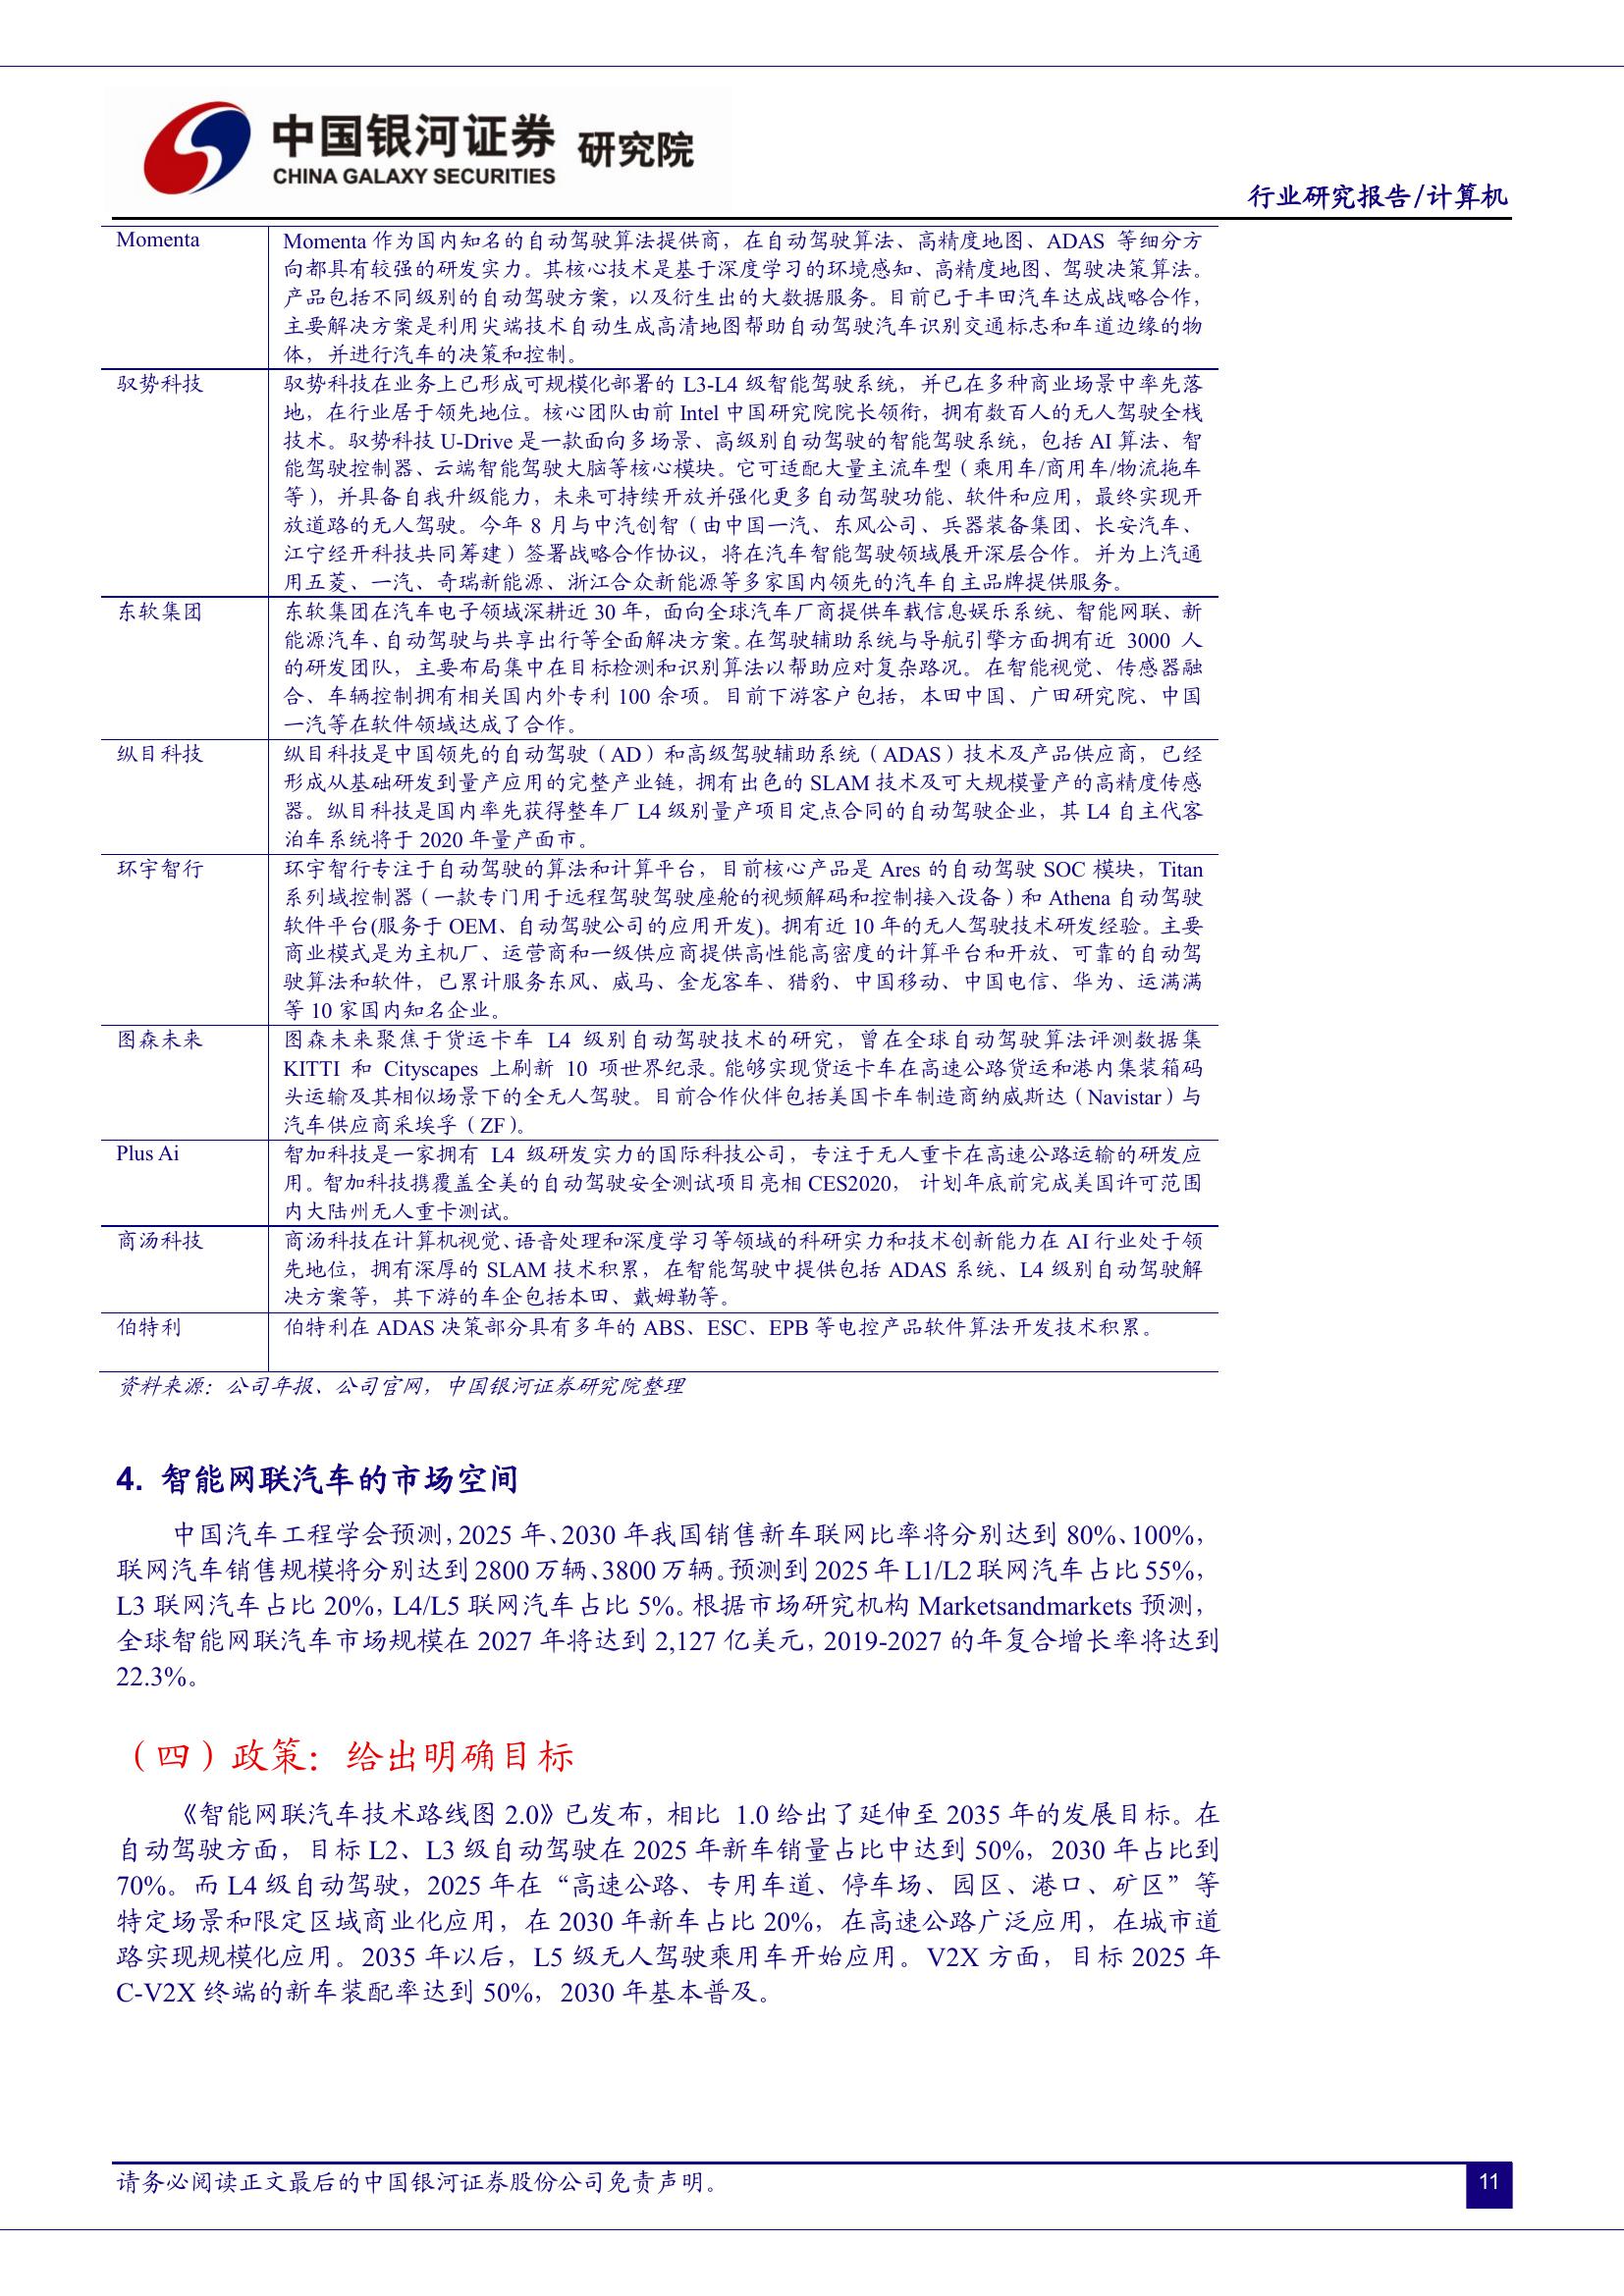 中国银河证券 研究院
CHINA GALAXY SECURITIES
行业研究报告/计算机
Momenta
Momenta 作为国内知名的自动驾驶算法提供商，在自动驾驶算法、高精度地图、ADAS 等细分方
向都具有较强的研发实力。其核心技术是基于深度学习的环境感知、高精度地图、驾驶决策算法。
产品包括不同级别的自动驾驶方案，以及衍生出的大数据服务。目前已于丰田汽车达成战略合作，
主要解决方案是利用尖端技术自动生成高清地图帮助自动驾驶汽车识别交通标志和车道边缘的物
体，并进行汽车的决策和控制。
驭势科技
驭势科技在业务上已形成可规模化部署的 L3-L4 级智能驾驶系统，并已在多种商业场景中率先落
地，在行业居于领先地位。核心团队由前 Intel 中国研究院院长领衔，拥有数百人的无人驾驶全栈
技术。驭势科技 U-Drive 是一款面向多场景、高级别自动驾驶的智能驾驶系统，包括 AI 算法、智
能驾驶控制器、云端智能驾驶大脑等核心模块。它可适配大量主流车型（乘用车/商用车/物流拖车
等），并具备自我升级能力，未来可持续开放并强化更多自动驾驶功能、软件和应用，最终实现开
放道路的无人驾驶。今年 8 月与中汽创智（由中国一汽、东风公司、兵器装备集团、长安汽车、
江宁经开科技共同筹建）签署战略合作协议，将在汽车智能驾驶领域展开深层合作。并为上汽通
用五菱、一汽、奇瑞新能源、浙江合众新能源等多家国内领先的汽车自主品牌提供服务。
东软集团
东软集团在汽车电子领域深耕近 30 年，面向全球汽车厂商提供车载信息娱乐系统、智能网联、新
能源汽车、自动驾驶与共享出行等全面解决方案。在驾驶辅助系统与导航引擎方面拥有近 3000 人
的研发团队，主要布局集中在目标检测和识别算法以帮助应对复杂路况。在智能视觉、传感器融
合、车辆控制拥有相关国内外专利 100 余项。目前下游客户包括，本田中国、广田研究院、中国
一汽等在软件领域达成了合作。
纵目科技
纵目科技是中国领先的自动驾驶（AD）和高级驾驶辅助系统（ADAS）技术及产品供应商，已经
形成从基础研发到量产应用的完整产业链，拥有出色的 SLAM 技术及可大规模量产的高精度传感
器。纵目科技是国内率先获得整车厂 L4 级别量产项目定点合同的自动驾驶企业，其 L4 自主代客
泊车系统将于 2020 年量产面市。
环宇智行
环宇智行专注于自动驾驶的算法和计算平台，目前核心产品是 Ares 的自动驾驶 SOC 模块，Titan
系列域控制器（一款专门用于远程驾驶驾驶座舱的视频解码和控制接入设备）和 Athena 自动驾驶
软件平台(服务于 OEM、自动驾驶公司的应用开发)。拥有近 10 年的无人驾驶技术研发经验。主要
商业模式是为主机厂、运营商和一级供应商提供高性能高密度的计算平台和开放、可靠的自动驾
驶算法和软件，已累计服务东风、威马、金龙客车、猎豹、中国移动、中国电信、华为、运满满
等 10 家国内知名企业。
图森未来
图森未来聚焦于货运卡车 L4 级别自动驾驶技术的研究，曾在全球自动驾驶算法评测数据集
KITTI 和 Cityscapes 上刷新 10 项世界纪录。能够实现货运卡车在高速公路货运和港内集装箱码
头运输及其相似场景下的全无人驾驶。目前合作伙伴包括美国卡车制造商纳威斯达（Navistar）与
汽车供应商采埃孚（ZF）。
Plus Ai
智加科技是一家拥有 L4 级研发实力的国际科技公司，专注于无人重卡在高速公路运输的研发应
用。智加科技携覆盖全美的自动驾驶安全测试项目亮相 CES2020， 计划年底前完成美国许可范围
内大陆州无人重卡测试。
商汤科技
商汤科技在计算机视觉、语音处理和深度学习等领域的科研实力和技术创新能力在 AI 行业处于领
先地位，拥有深厚的 SLAM 技术积累，在智能驾驶中提供包括 ADAS 系统、L4 级别自动驾驶解
决方案等，其下游的车企包括本田、戴姆勒等。
伯特利
伯特利在 ADAS 决策部分具有多年的 ABS、ESC、EPB 等电控产品软件算法开发技术积累。
资料来源：公司年报、公司官网，中国银河证券研究院整理
4. 智能网联汽车的市场空间
中国汽车工程学会预测，2025 年、2030 年我国销售新车联网比率将分别达到 80%、100%，
联网汽车销售规模将分别达到 2800 万辆、3800 万辆。预测到 2025 年 L1/L2 联网汽车占比 55%，
L3 联网汽车占比 20%，L4/L5 联网汽车占比 5%。根据市场研究机构 Marketsandmarkets 预测，
全球智能网联汽车市场规模在 2027 年将达到 2,127 亿美元，2019-2027 的年复合增长率将达到
22.3%。
（四）政策：给出明确目标
《智能网联汽车技术路线图 2.0》已发布，相比 1.0 给出了延伸至 2035 年的发展目标。在
自动驾驶方面，目标 L2、L3 级自动驾驶在 2025 年新车销量占比中达到 50%，2030 年占比到
70%。而 L4 级自动驾驶，2025 年在“高速公路、专用车道、停车场、园区、港口、矿区”等
特定场景和限定区域商业化应用，在 2030 年新车占比 20%，在高速公路广泛应用，在城市道
路实现规模化应用。2035 年以后，L5 级无人驾驶乘用车开始应用。V2X 方面，目标 2025 年
C-V2X 终端的新车装配率达到 50%，2030 年基本普及。
请务必阅读正文最后的中国银河证券股份公司免责声明。
11